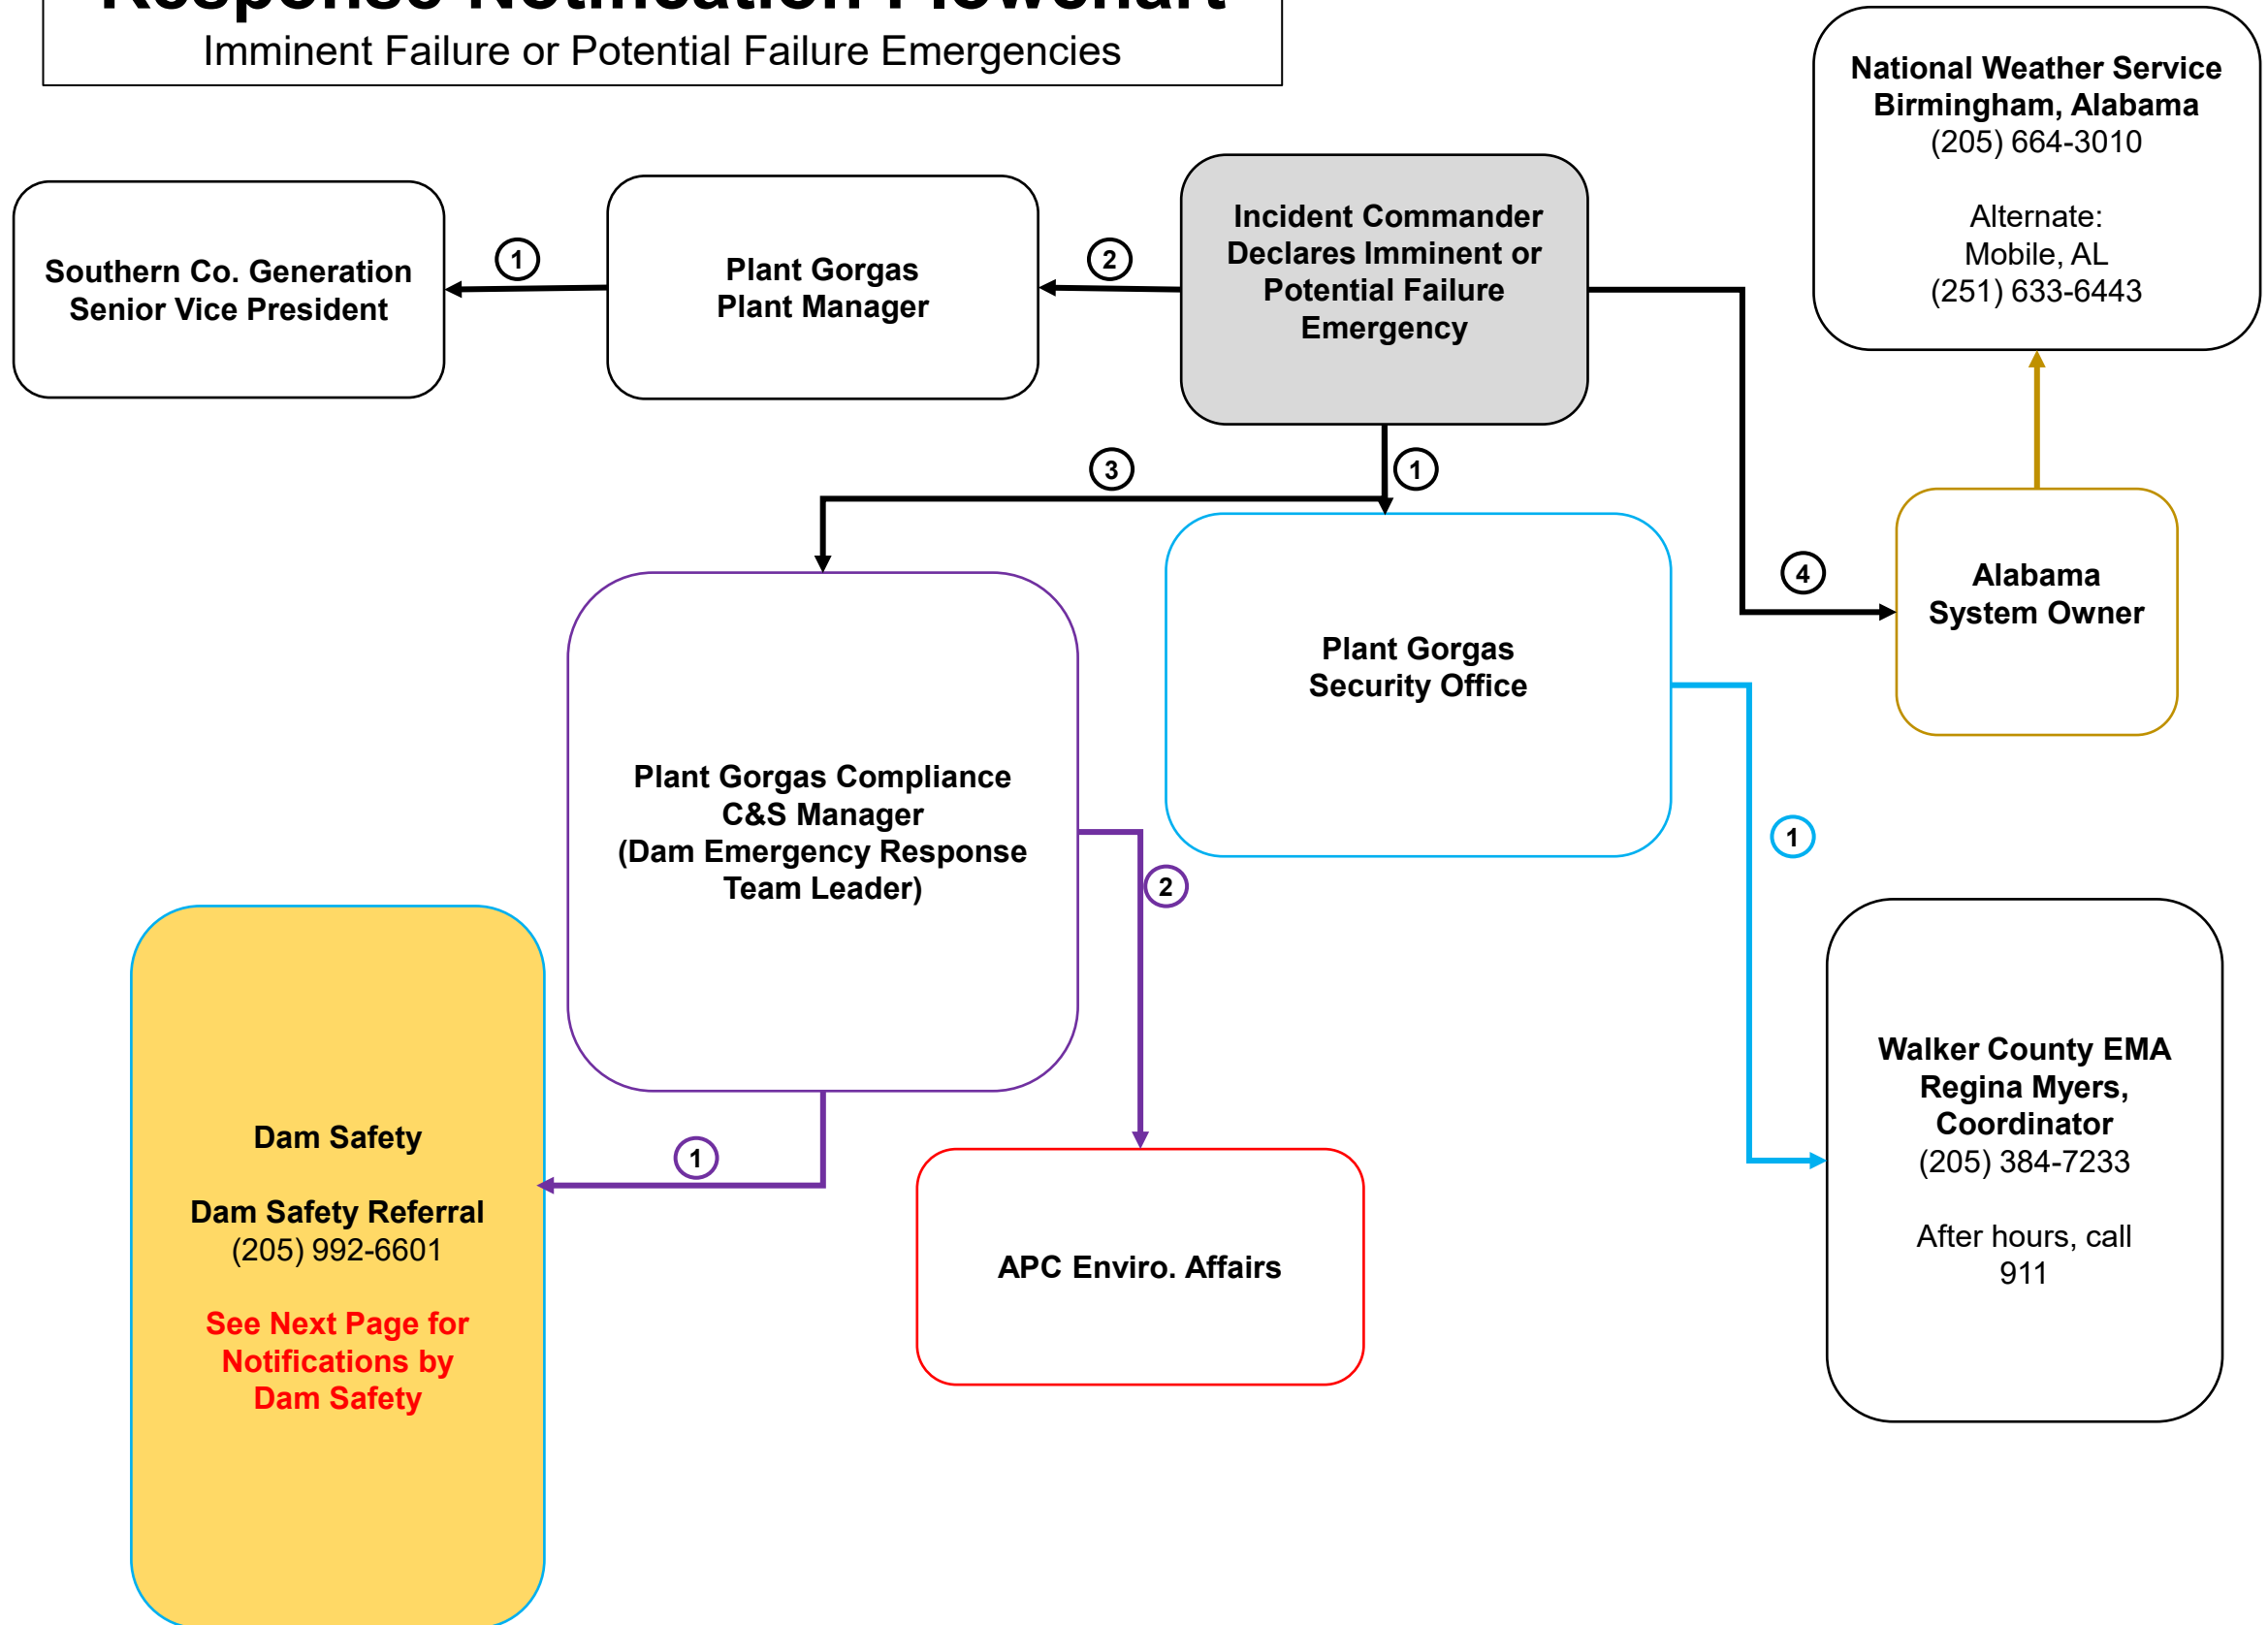 Response Notification Flowchart
Imminent Failure or Potential Failure Emergencies
National Weather Service
Birmingham, Alabama
(205) 664-3010
Alternate:
Mobile, AL
(251) 633-6443
Incident Commander
Declares Imminent or
Potential Failure
Emergency
Southern Co. Generation
Senior Vice President
1
Plant Gorgas
Plant Manager
2
3
1
4
Alabama
System Owner
Plant Gorgas
Security Office
Plant Gorgas Compliance
C&S Manager
(Dam Emergency Response
Team Leader)
2
1
Walker County EMA
Regina Myers,
Coordinator
(205) 384-7233
After hours, call
911
Dam Safety
Dam Safety Referral
(205) 992-6601
See Next Page for
Notifications by
Dam Safety
1
APC Enviro. Affairs